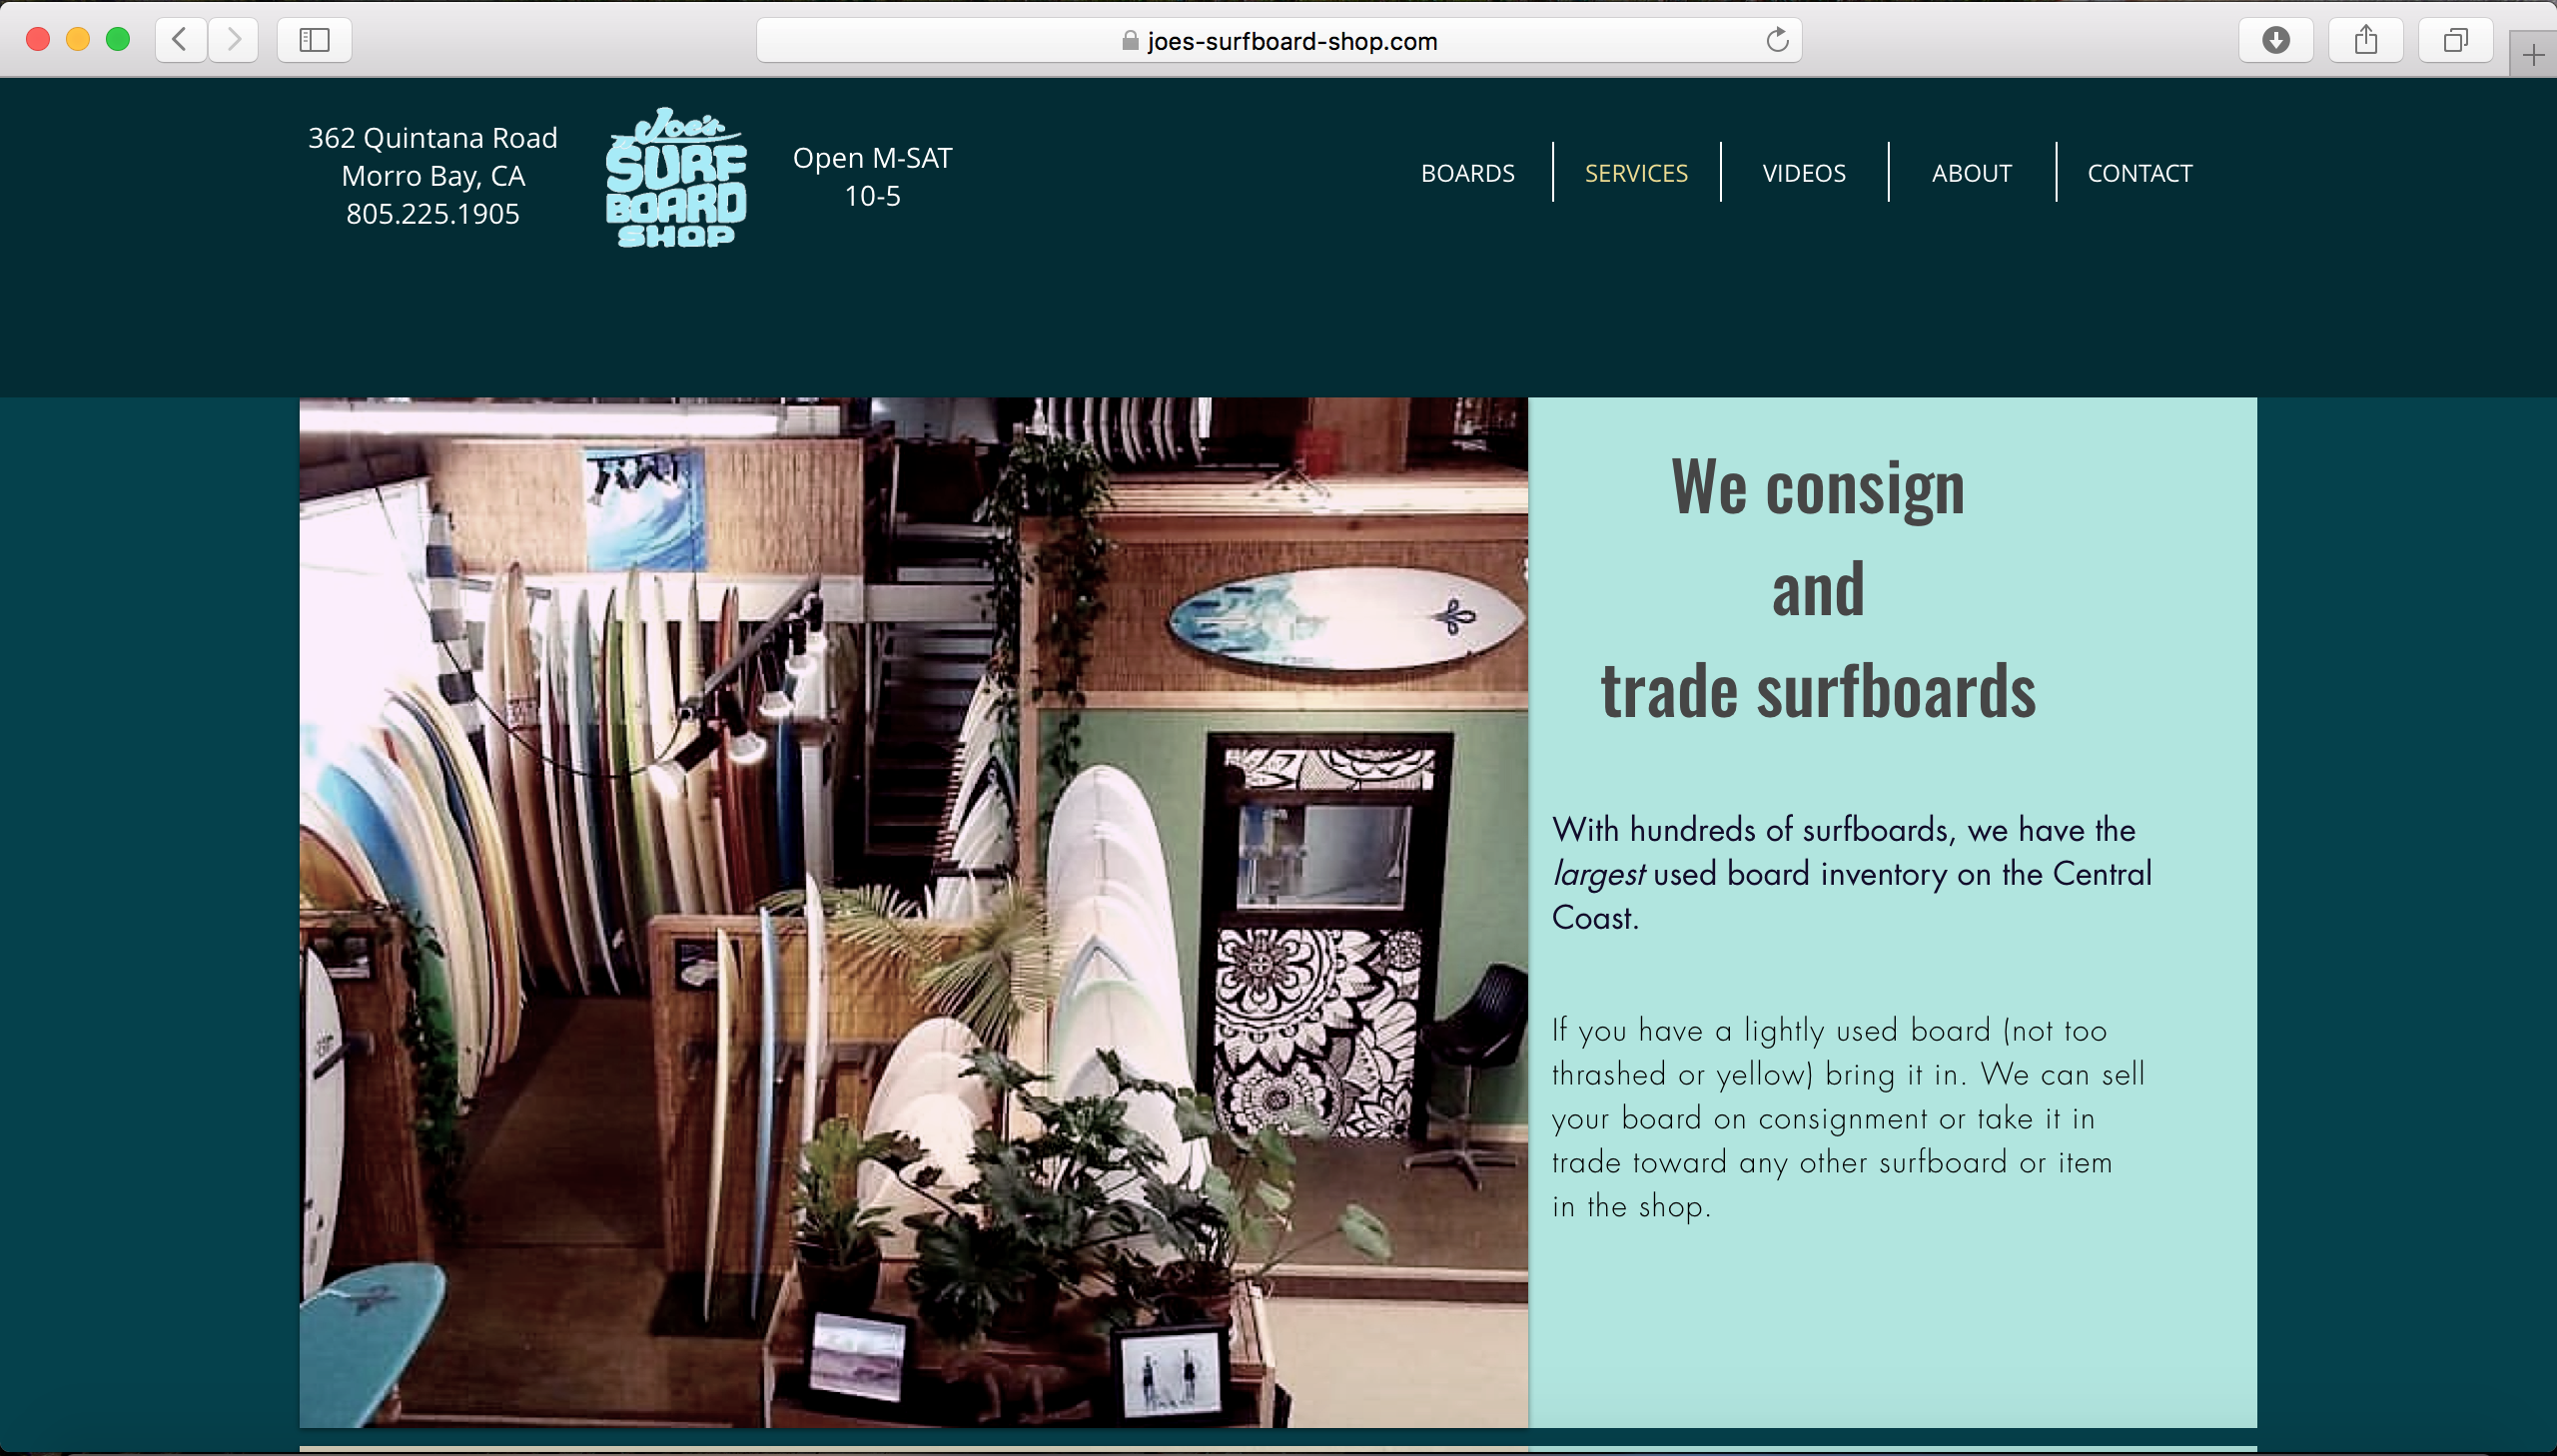 joes-surfboard-shop.com
362 Quintana Road
Morro Bay, CA
805.225.1905
Joe's
SURF
BOARD
SHOP
Open M-SAT
10-5
BOARDS
SERVICES
VIDEOS
ABOUT
CONTACT
We consign
and
trade surfboards
With hundreds of surfboards, we have the
largest used board inventory on the Central
Coast.
If you have a lightly used board (not too
thrashed or yellow) bring it in. We can sell
your board on consignment or take it in
trade toward any other surfboard or item
in the shop.